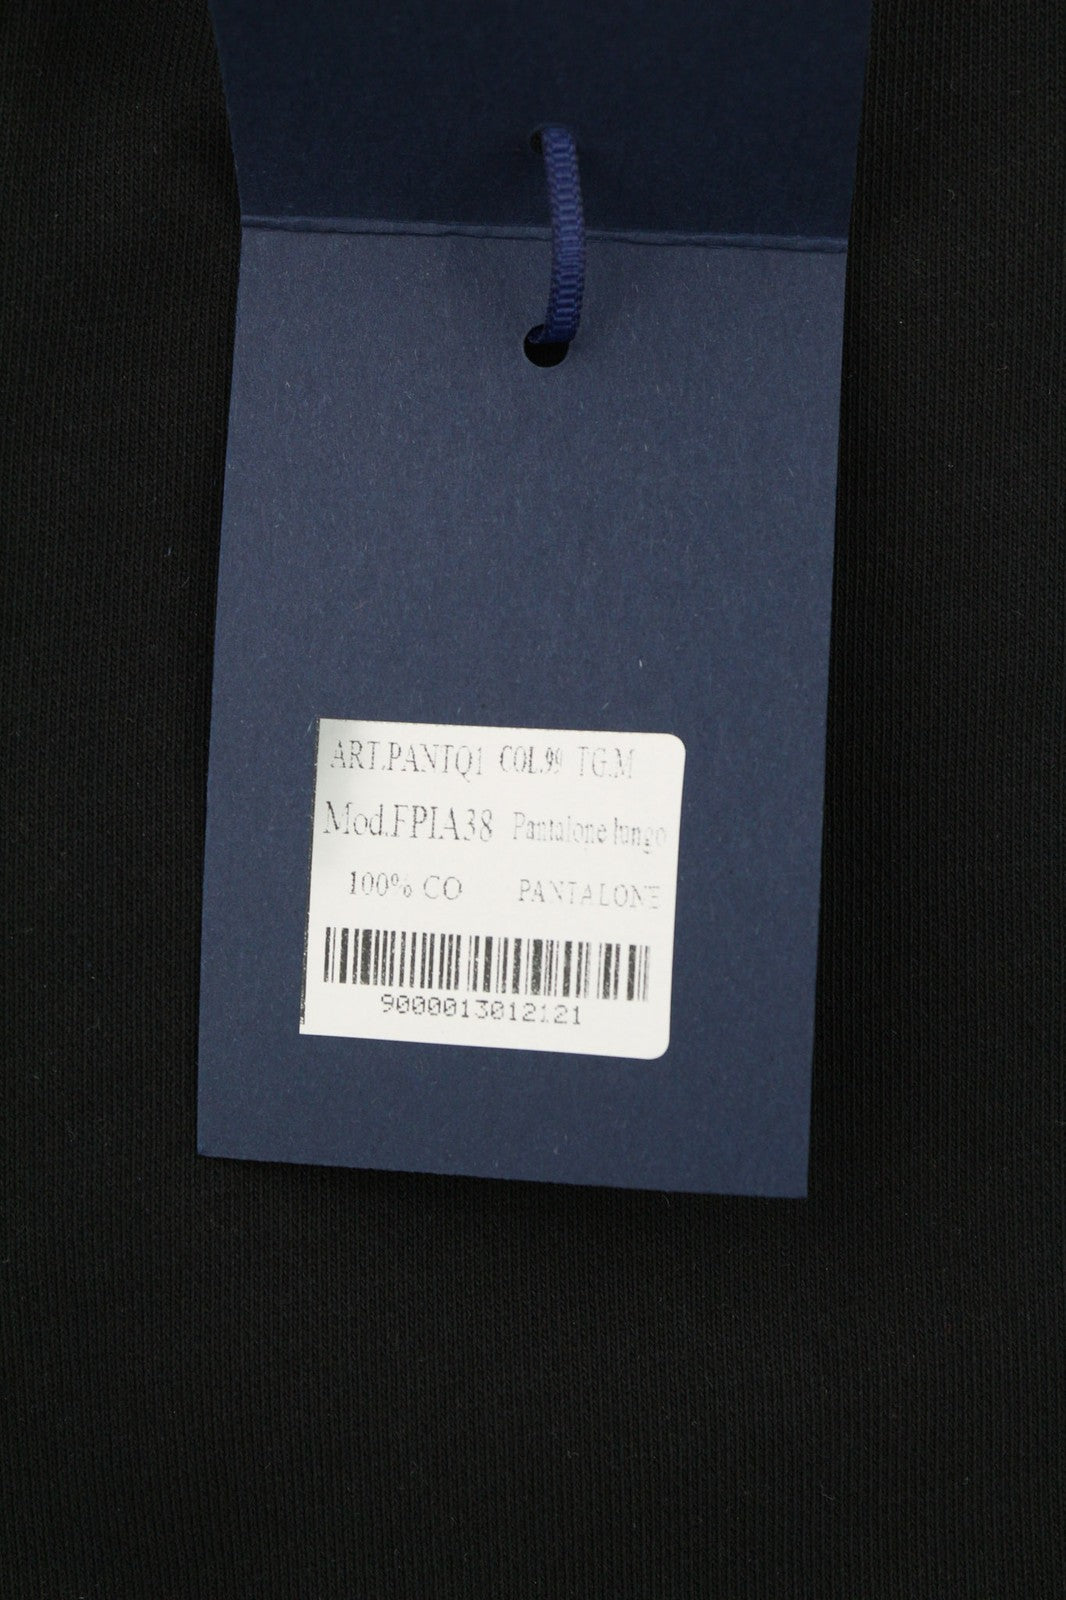 ART.PANTQ1 COL.99 TG.M
Mod.FPIA38 Pantalone lungo
100% CO PANTALONE
9000013012121